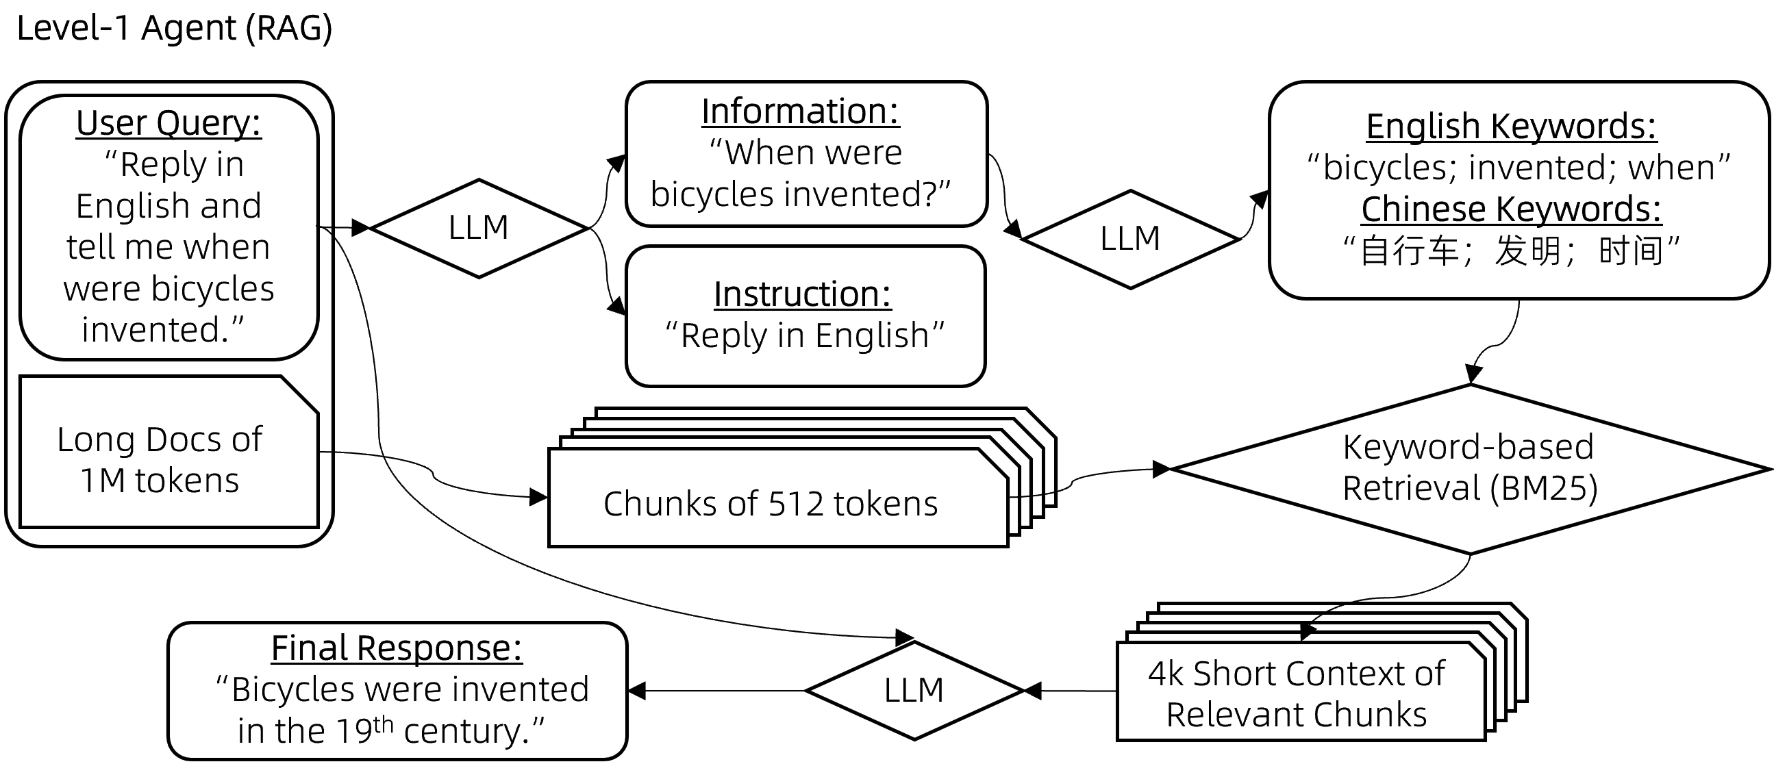 Level-1 Agent (RAG)
User Query:
“Reply in
English and
tell me when
were bicycles
invented.”
Long Docs of
1M tokens
LLM
Information:
“When were
bicycles invented?”
Instruction:
“Reply in English”
LLM
English Keywords:
“bicycles; invented; when”
Chinese Keywords:
“自行车；发明；时间”
Chunks of 512 tokens
Keyword-based
Retrieval (BM25)
4k Short Context of
Relevant Chunks
LLM
Final Response:
“Bicycles were invented
in the 19th century.”